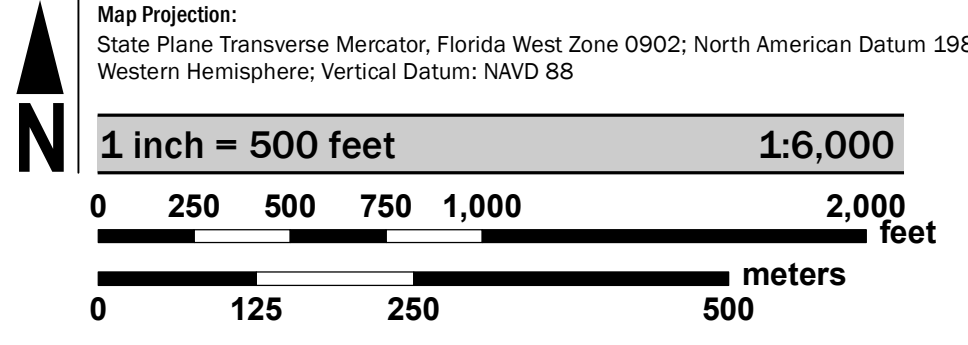 Map Projection:
State Plane Transverse Mercator, Florida West Zone 0902; North American Datum 198
Western Hemisphere; Vertical Datum: NAVD 88
N
1 inch = 500 feet 1:6,000
0 250 500 750 1,000 2,000
feet
meters
0 125 250 500